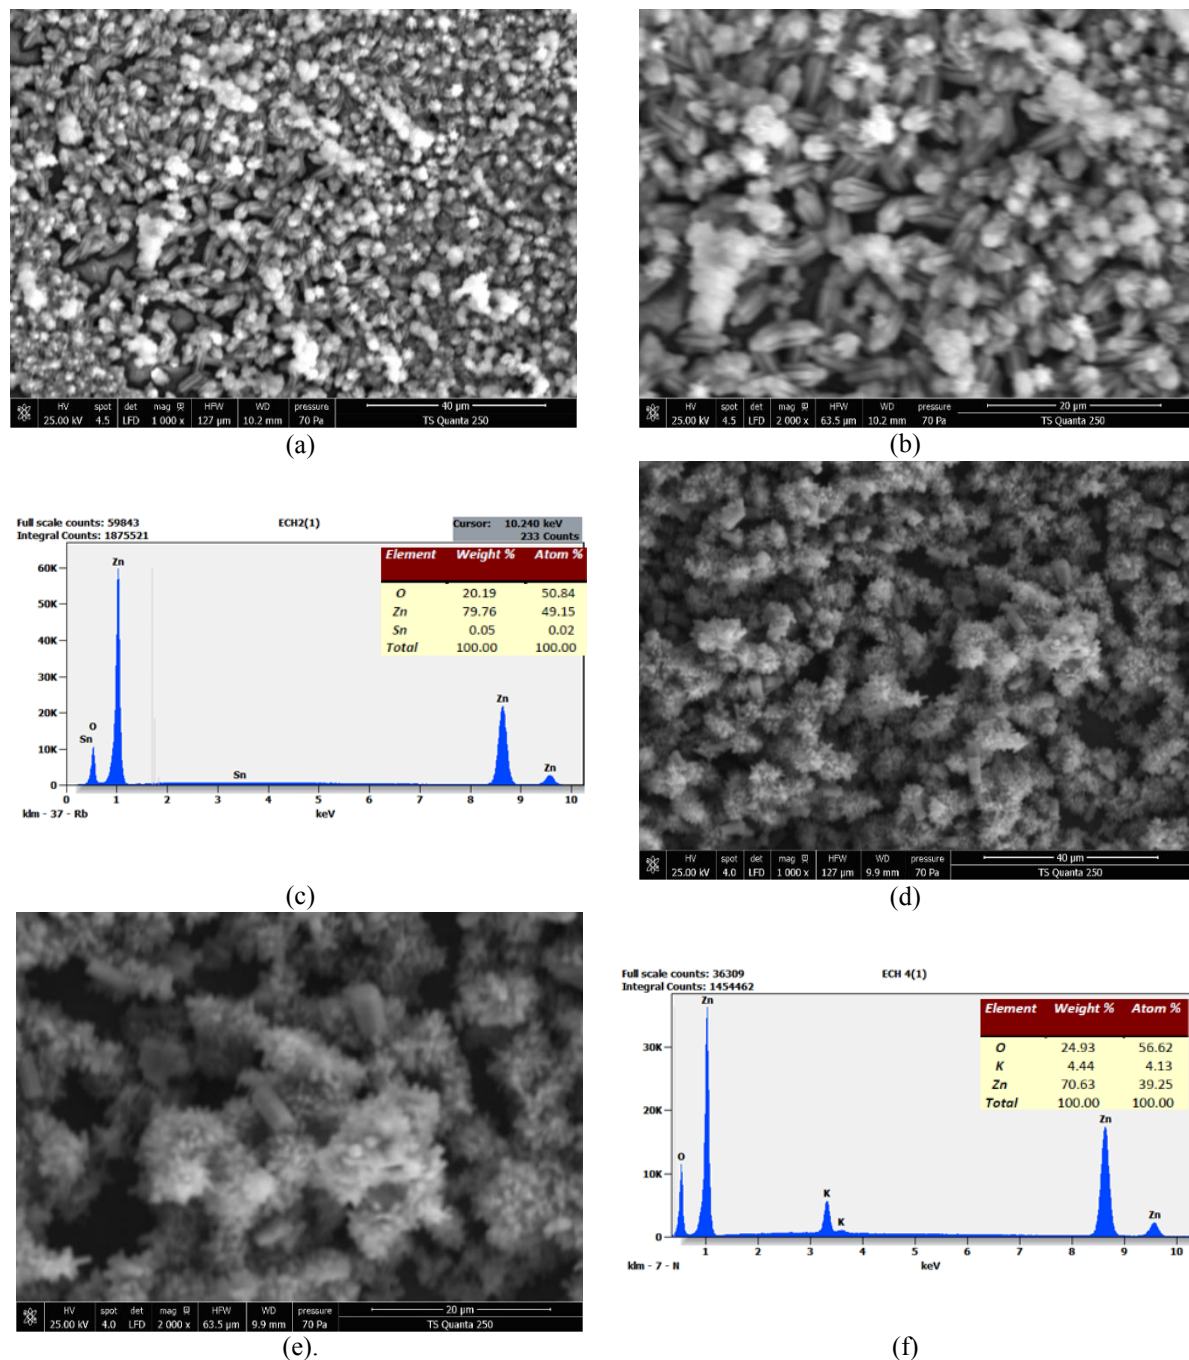 HV spot det mag HFW WD pressure 40 µm
25.00 kV 4.5 LFD 1 000 x 127 µm 10.2 mm 70 Pa TS Quanta 250
(a)
HV spot det mag HFW WD pressure 20 µm
25.00 kV 4.5 LFD 2 000 x 63.5 µm 10.2 mm 70 Pa TS Quanta 250
(b)
Full scale counts: 59843 ECH2(1) Cursor: 10.240 keV
Integral Counts: 1875521 233 Counts
Element Weight % Atom %
O 20.19 50.84
Zn 79.76 49.15
Sn 0.05 0.02
Total 100.00 100.00
Zn
60K
50K
40K
30K
20K
10K
0
O
Sn
Sn
Zn
Zn
0 1 2 3 4 5 6 7 8 9 10
klm - 37 - Rb keV
(c)
HV spot det mag HFW WD pressure 40 µm
25.00 kV 4.0 LFD 1 000 x 127 µm 9.9 mm 70 Pa TS Quanta 250
(d)
HV spot det mag HFW WD pressure 20 µm
25.00 kV 4.0 LFD 2 000 x 63.5 µm 9.9 mm 70 Pa TS Quanta 250
(e).
Full scale counts: 36309 ECH 4(1)
Integral Counts: 1454462
Element Weight % Atom %
O 24.93 56.62
K 4.44 4.13
Zn 70.63 39.25
Total 100.00 100.00
Zn
30K
20K
10K
0
O
K
K
Zn
Zn
1 2 3 4 5 6 7 8 9 10
klm - 7 - N keV
(f)